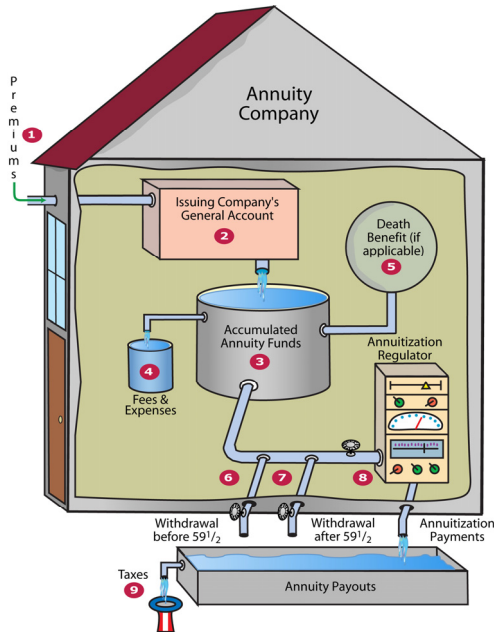 Premiums
1
Annuity
Company
Issuing Company's
General Account
2
Death
Benefit (if
applicable)
5
Accumulated
Annuity Funds
3
4
Fees &
Expenses
Annuitization
Regulator
6
7
8
Withdrawal
before 591/2
Withdrawal
after 591/2
Annuitization
Payments
Taxes
9
Annuity Payouts